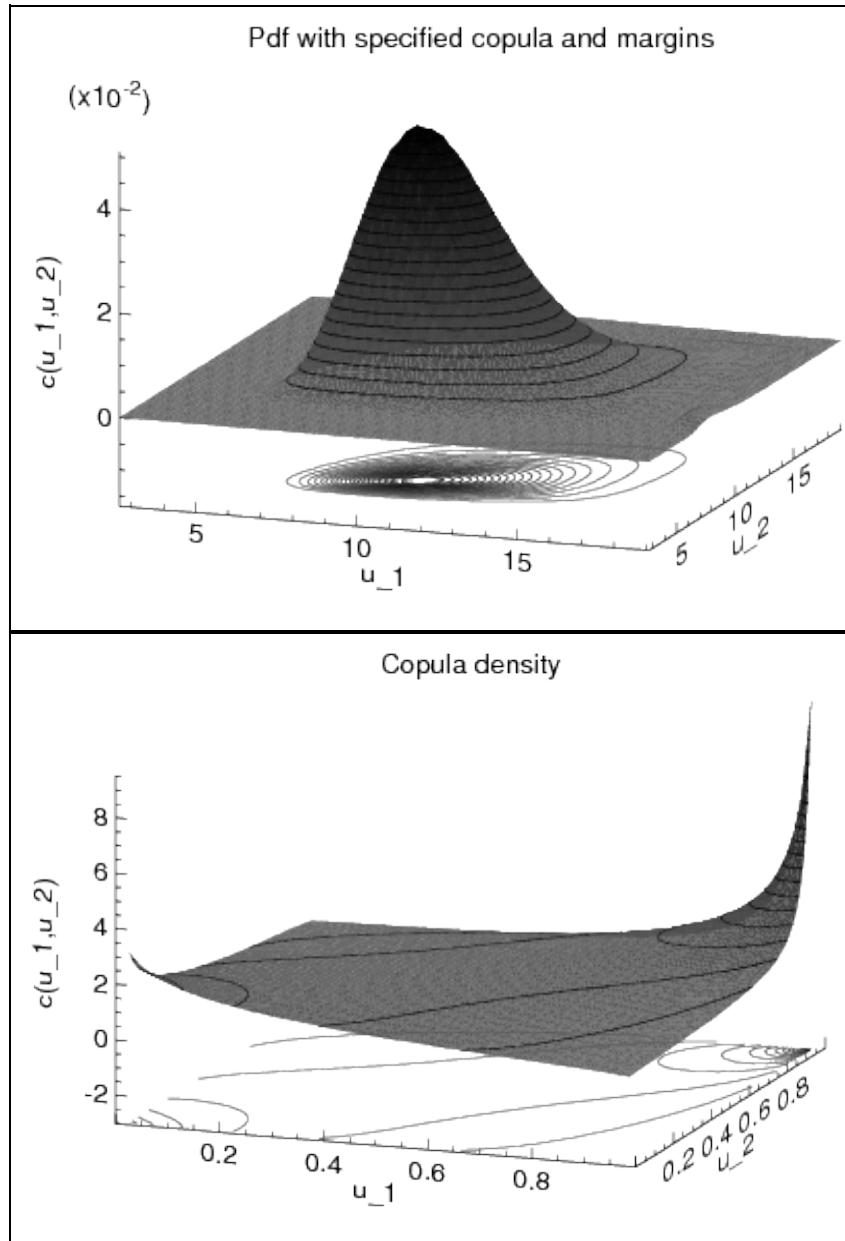 Pdf with specified copula and margins
(x10⁻²)
4
2
0
c(u_1,u_2)
5
10
15
u_1
5
10
15
u_2
Copula density
8
6
4
2
0
-2
c(u_1,u_2)
0.2
0.4
0.6
0.8
u_1
0.2
0.4
0.6
0.8
u_2